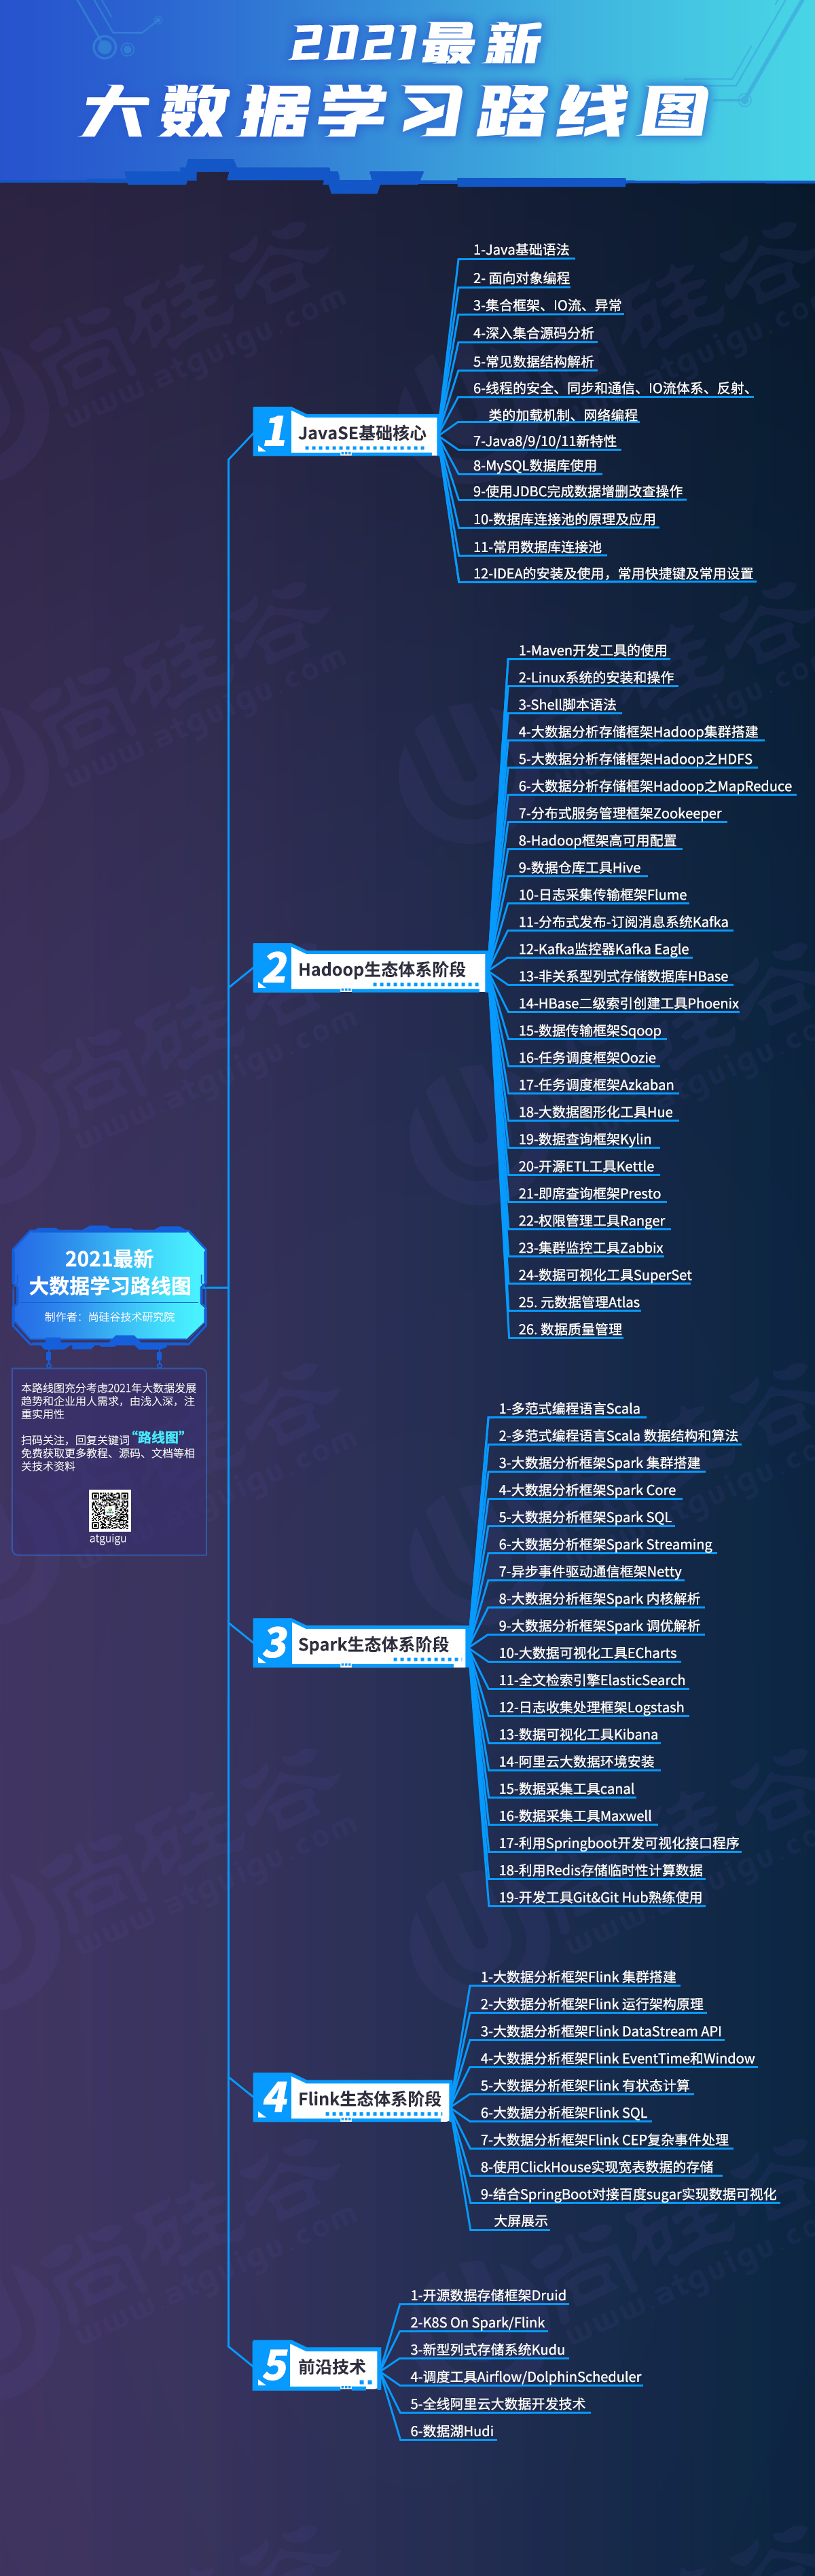 2021最新
大数据学习路线图
1-Java基础语法
2- 面向对象编程
3-集合框架、IO流、异常
4-深入集合源码分析
5-常见数据结构解析
6-线程的安全、同步和通信、IO流体系、反射、
类的加载机制、网络编程
7-Java8/9/10/11新特性
8-MySQL数据库使用
9-使用JDBC完成数据增删改查操作
10-数据库连接池的原理及应用
11-常用数据库连接池
12-IDEA的安装及使用，常用快捷键及常用设置
1 JavaSE基础核心
1-Maven开发工具的使用
2-Linux系统的安装和操作
3-Shell脚本语法
4-大数据分析存储框架Hadoop集群搭建
5-大数据分析存储框架Hadoop之HDFS
6-大数据分析存储框架Hadoop之MapReduce
7-分布式服务管理框架Zookeeper
8-Hadoop框架高可用配置
9-数据仓库工具Hive
10-日志采集传输框架Flume
11-分布式发布-订阅消息系统Kafka
12-Kafka监控器Kafka Eagle
13-非关系型列式存储数据库HBase
14-HBase二级索引创建工具Phoenix
15-数据传输框架Sqoop
16-任务调度框架Oozie
17-任务调度框架Azkaban
18-大数据图形化工具Hue
19-数据查询框架Kylin
20-开源ETL工具Kettle
21-即席查询框架Presto
22-权限管理工具Ranger
23-集群监控工具Zabbix
24-数据可视化工具SuperSet
25. 元数据管理Atlas
26. 数据质量管理
2 Hadoop生态体系阶段
2021最新
大数据学习路线图
制作者：尚硅谷技术研究院
本路线图充分考虑2021年大数据发展
趋势和企业用人需求，由浅入深，注
重实用性
扫码关注，回复关键词“路线图”
免费获取更多教程、源码、文档等相
关技术资料
atguigu
1-多范式编程语言Scala
2-多范式编程语言Scala 数据结构和算法
3-大数据分析框架Spark 集群搭建
4-大数据分析框架Spark Core
5-大数据分析框架Spark SQL
6-大数据分析框架Spark Streaming
7-异步事件驱动通信框架Netty
8-大数据分析框架Spark 内核解析
9-大数据分析框架Spark 调优解析
10-大数据可视化工具ECharts
11-全文检索引擎ElasticSearch
12-日志收集处理框架Logstash
13-数据可视化工具Kibana
14-阿里云大数据环境安装
15-数据采集工具canal
16-数据采集工具Maxwell
17-利用Springboot开发可视化接口程序
18-利用Redis存储临时性计算数据
19-开发工具Git&Git Hub熟练使用
3 Spark生态体系阶段
1-大数据分析框架Flink 集群搭建
2-大数据分析框架Flink 运行架构原理
3-大数据分析框架Flink DataStream API
4-大数据分析框架Flink EventTime和Window
5-大数据分析框架Flink 有状态计算
6-大数据分析框架Flink SQL
7-大数据分析框架Flink CEP复杂事件处理
8-使用ClickHouse实现宽表数据的存储
9-结合SpringBoot对接百度sugar实现数据可视化
大屏展示
4 Flink生态体系阶段
1-开源数据存储框架Druid
2-K8S On Spark/Flink
3-新型列式存储系统Kudu
4-调度工具Airflow/DolphinScheduler
5-全线阿里云大数据开发技术
6-数据湖Hudi
5 前沿技术
尚硅谷
www.atguigu.com